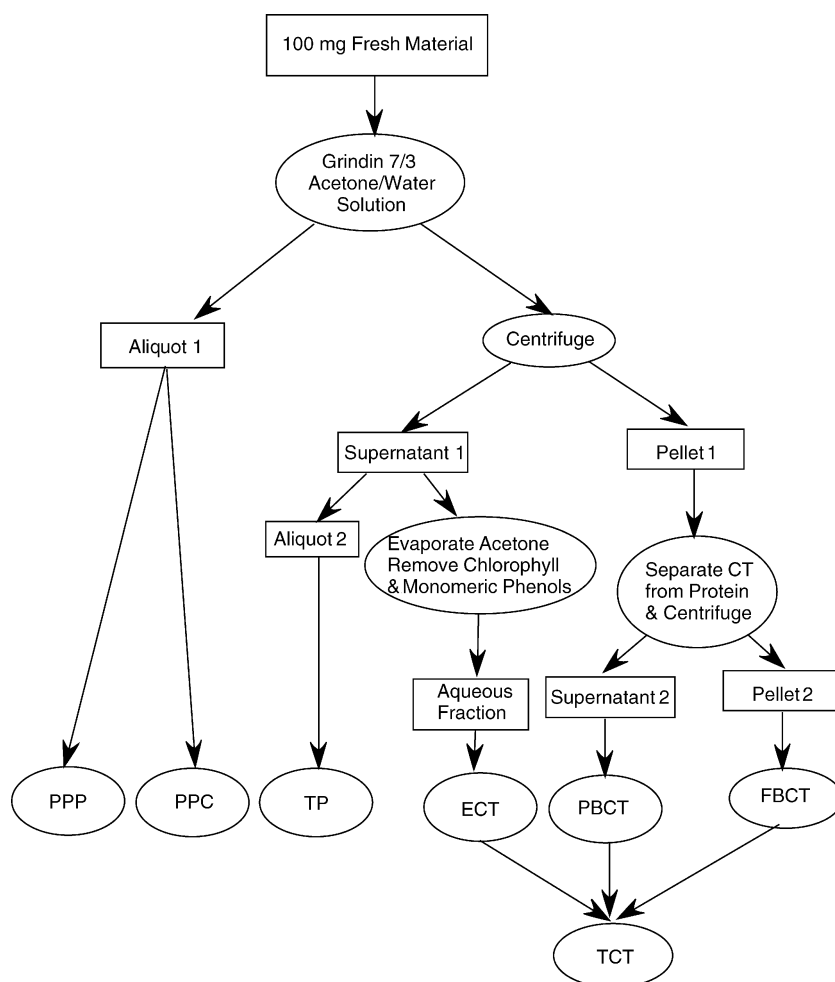 100 mg Fresh Material
Grindin 7/3
Acetone/Water
Solution
Aliquot 1
Centrifuge
Supernatant 1
Pellet 1
Aliquot 2
Evaporate Acetone
Remove Chlorophyll
& Monomeric Phenols
Separate CT
from Protein
& Centrifuge
Aqueous
Fraction
Supernatant 2
Pellet 2
PPP
PPC
TP
ECT
PBCT
FBCT
TCT